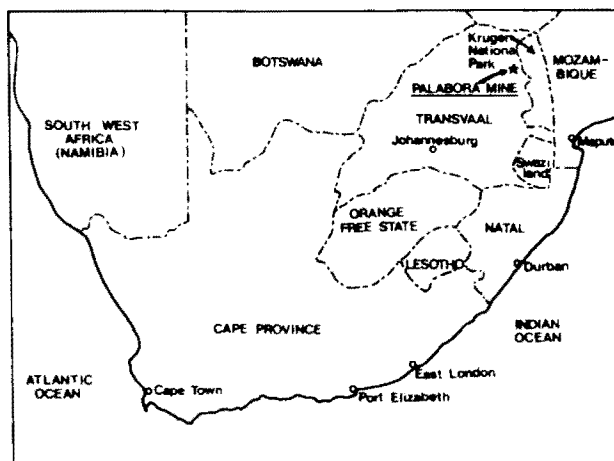 Kruger
National
Park
BOTSWANA
MOZAM-
BIQUE
PALABORA MINE
TRANSVAAL
SOUTH WEST
AFRICA
(NAMIBIA)
Johannesburg
Maputo
Swazi
land
ORANGE
FREE STATE
NATAL
LESOTHO
Durban
CAPE PROVINCE
INDIAN
OCEAN
East London
ATLANTIC
OCEAN
Cape Town
Port Elizabeth